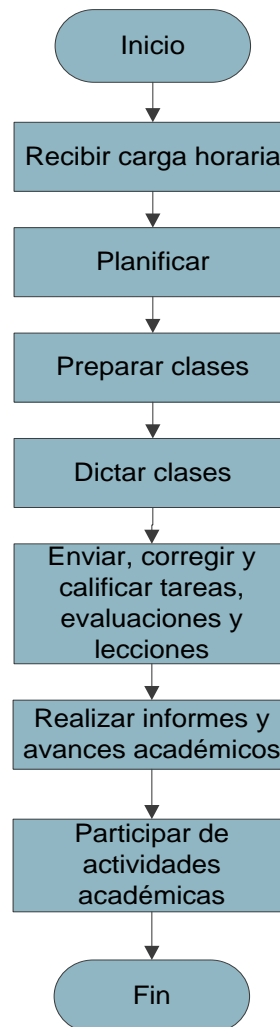 Inicio
Recibir carga horaria
Planificar
Preparar clases
Dictar clases
Enviar, corregir y
calificar tareas,
evaluaciones y
lecciones
Realizar informes y
avances académicos
Participar de
actividades
académicas
Fin